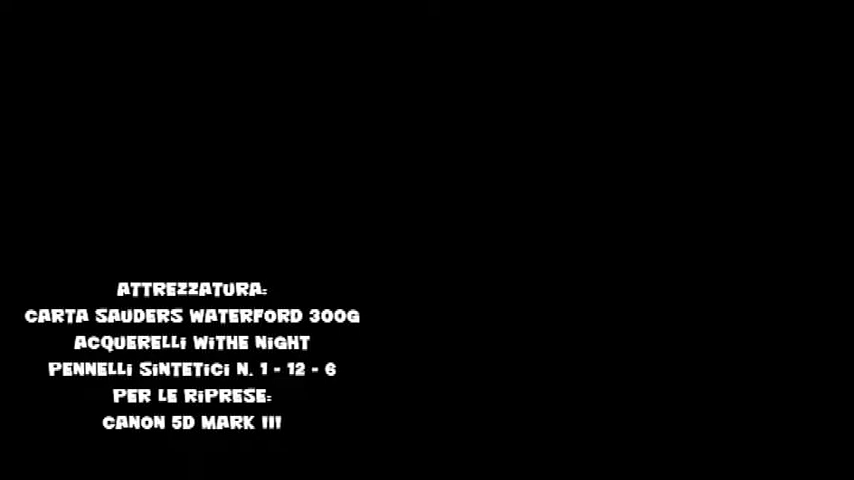 ATTREZZATURA:
CARTA SAUDERS WATERFORD 300G
ACQUERELLi WiTHE NiGHT
PENNELLi SiNTETiCi N. 1 - 12 - 6
PER LE RiPRESE:
CANON 5D MARK III